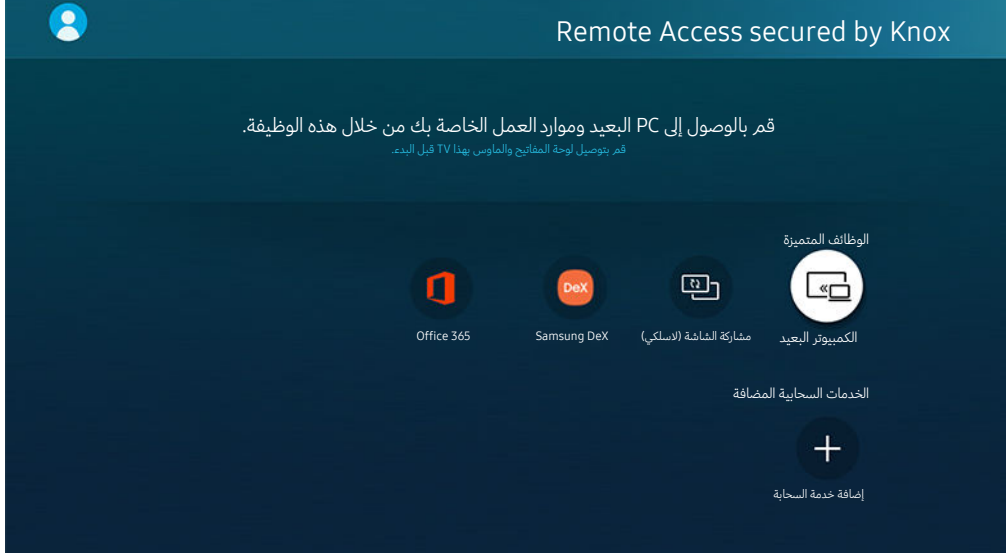 Remote Access secured by Knox
قم بالوصول إلى PC البعيد وموارد العمل الخاصة بك من خلال هذه الوظيفة.
قم بتوصيل لوحة المفاتيح والماوس بهذا TV قبل البدء.
الوظائف المتميزة
DeX
الكمبيوتر البعيد
مشاركة الشاشة (لاسلكي)
Samsung DeX
Office 365
الخدمات السحابية المضافة
إضافة خدمة السحابة